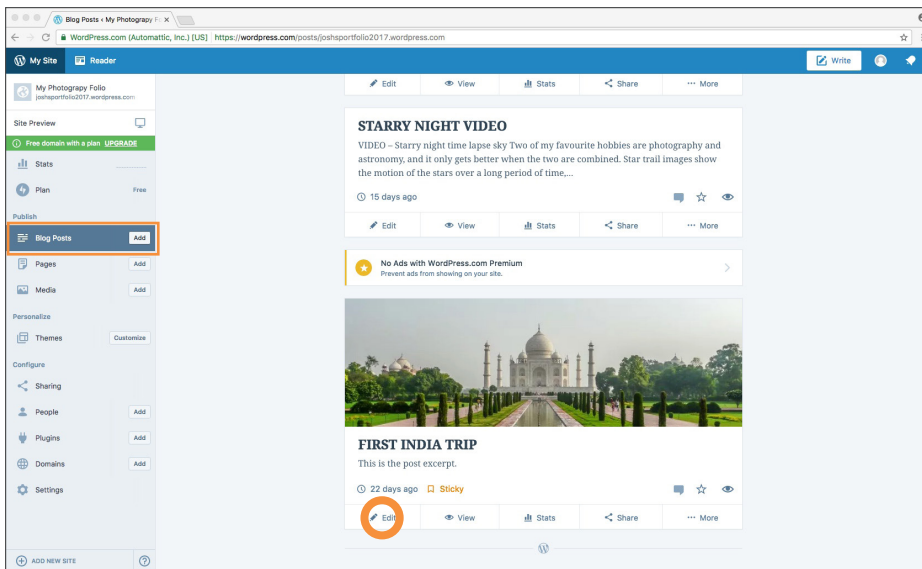 Blog Posts ‹ My Photograpy Fo
WordPress.com (Automattic, Inc.) [US] https://wordpress.com/posts/joshsportfolio2017.wordpress.com
My Site Reader Write
My Photograpy Folio
joshsportfolio2017.wordpress.com
Site Preview
Free domain with a plan UPGRADE
Stats
Plan Free
Publish
Blog Posts Add
Pages Add
Media Add
Personalize
Themes Customize
Configure
Sharing
People Add
Plugins Add
Domains Add
Settings
ADD NEW SITE
Edit View Stats Share More
STARRY NIGHT VIDEO
VIDEO – Starry night time lapse sky Two of my favourite hobbies are photography and
astronomy, and it only gets better when the two are combined. Star trail images show
the motion of the stars over a long period of time,...
15 days ago
Edit View Stats Share More
No Ads with WordPress.com Premium
Prevent ads from showing on your site.
FIRST INDIA TRIP
This is the post excerpt.
22 days ago Sticky
Edit View Stats Share More